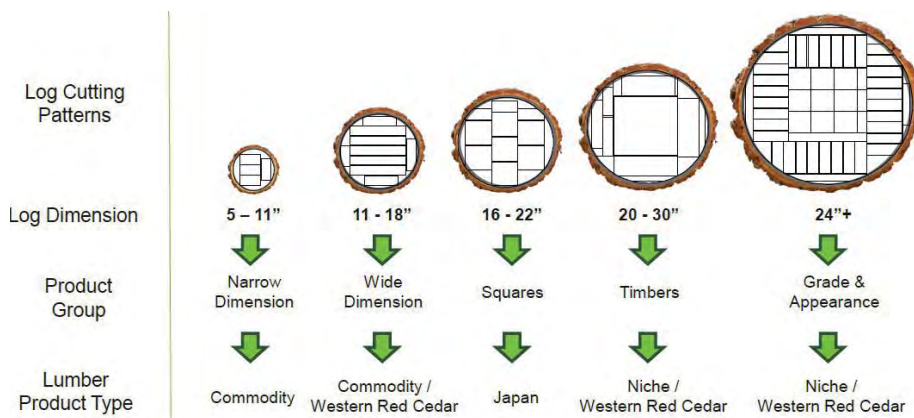 Log Cutting
Patterns
Log Dimension
5 – 11”
11 - 18”
16 - 22”
20 - 30”
24”+
Product
Group
Narrow
Dimension
Wide
Dimension
Squares
Timbers
Grade &
Appearance
Lumber
Product Type
Commodity
Commodity /
Western Red Cedar
Japan
Niche /
Western Red Cedar
Niche /
Western Red Cedar